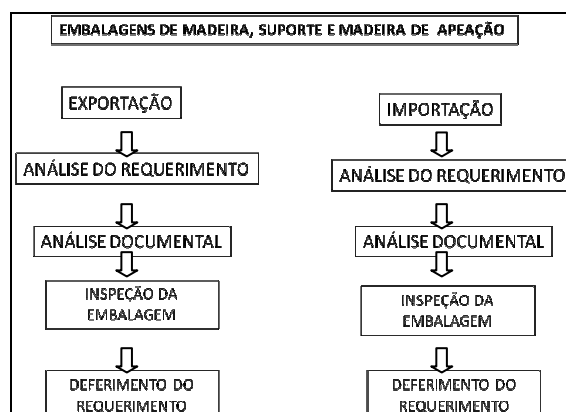 EMBALAGENS DE MADEIRA, SUPORTE E MADEIRA DE APEAÇÃO
EXPORTAÇÃO
ANÁLISE DO REQUERIMENTO
ANÁLISE DOCUMENTAL
INSPEÇÃO DA
EMBALAGEM
DEFERIMENTO DO
REQUERIMENTO
IMPORTAÇÃO
ANÁLISE DO REQUERIMENTO
ANÁLISE DOCUMENTAL
INSPEÇÃO DA
EMBALAGEM
DEFERIMENTO DO
REQUERIMENTO